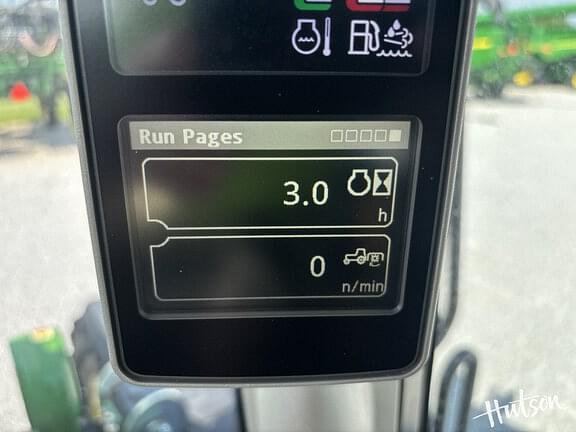 Run Pages
3.0
h
0
n/min
Hutson